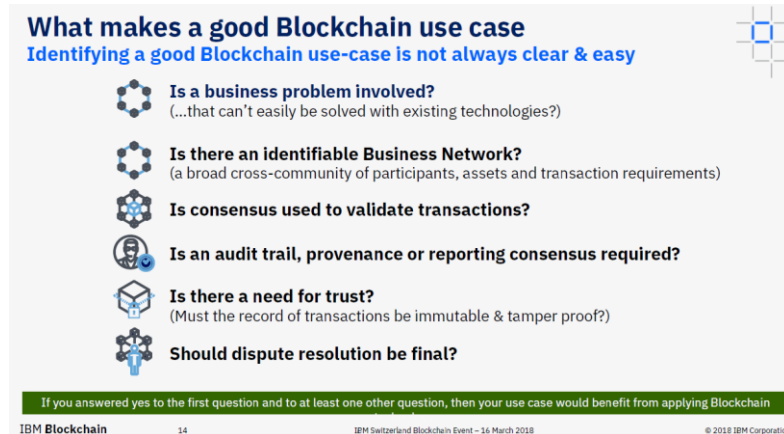 What makes a good Blockchain use case
Identifying a good Blockchain use-case is not always clear & easy
Is a business problem involved?
(...that can't easily be solved with existing technologies?)
Is there an identifiable Business Network?
(a broad cross-community of participants, assets and transaction requirements)
Is consensus used to validate transactions?
Is an audit trail, provenance or reporting consensus required?
Is there a need for trust?
(Must the record of transactions be immutable & tamper proof?)
Should dispute resolution be final?
If you answered yes to the first question and to at least one other question, then your use case would benefit from applying Blockchain
IBM Blockchain 14 IBM Switzerland Blockchain Event – 16 March 2018 © 2018 IBM Corporatio